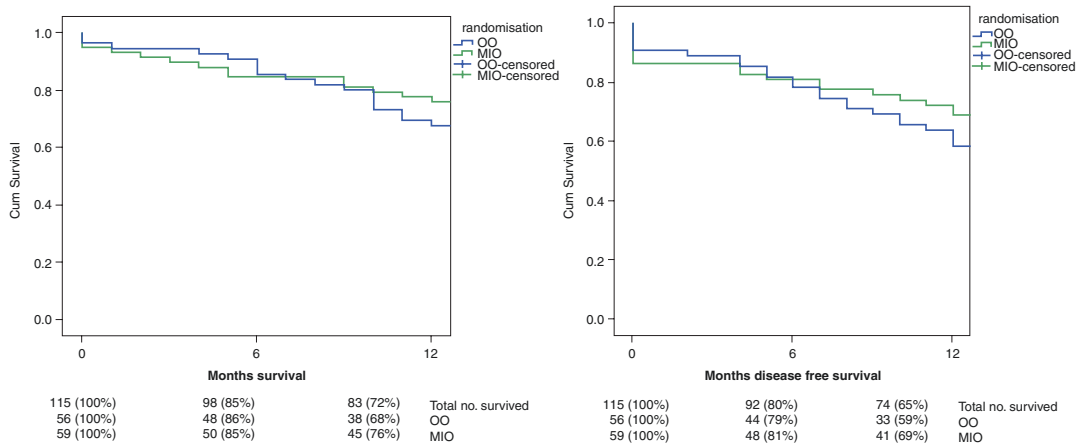 randomisation
OO
MIO
OO-censored
MIO-censored
1.0
0.8
0.6
0.4
0.2
0.0
Cum Survival
0 6 12
Months survival
115 (100%) 98 (85%) 83 (72%) Total no. survived
56 (100%) 48 (86%) 38 (68%) OO
59 (100%) 50 (85%) 45 (76%) MIO
randomisation
OO
MIO
OO-censored
MIO-censored
1.0
0.8
0.6
0.4
0.2
0.0
Cum Survival
0 6 12
Months disease free survival
115 (100%) 92 (80%) 74 (65%) Total no. survived
56 (100%) 44 (79%) 33 (59%) OO
59 (100%) 48 (81%) 41 (69%) MIO